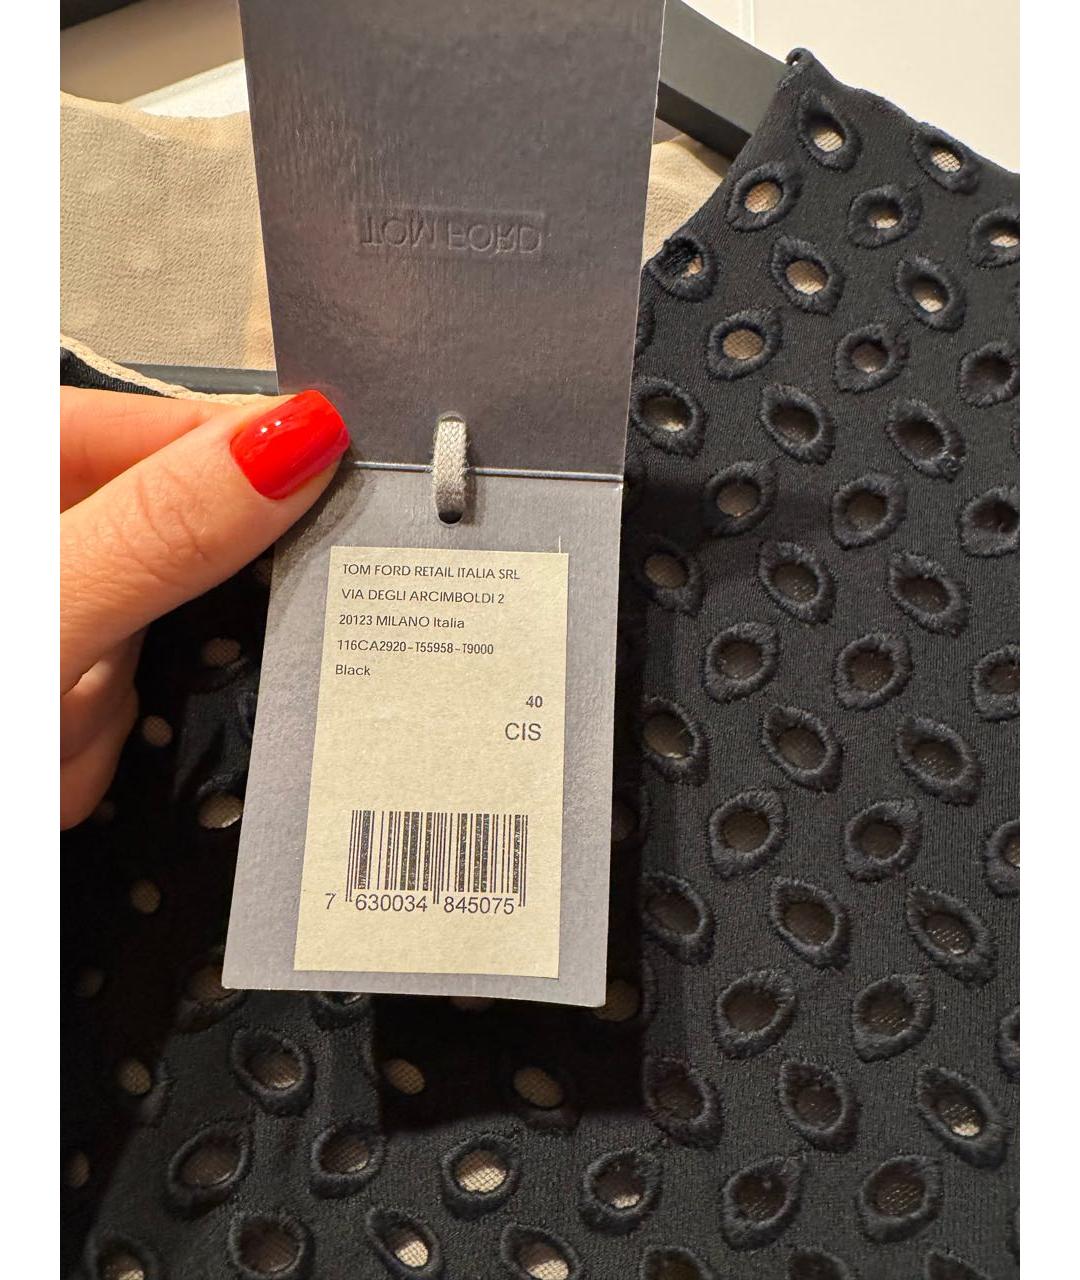 TOM FORD
TOM FORD RETAIL ITALIA SRL
VIA DEGLI ARCIMBOLDI 2
20123 MILANO Italia
116CA2920-T55958-T9000
Black
40
CIS
7 630034 845075